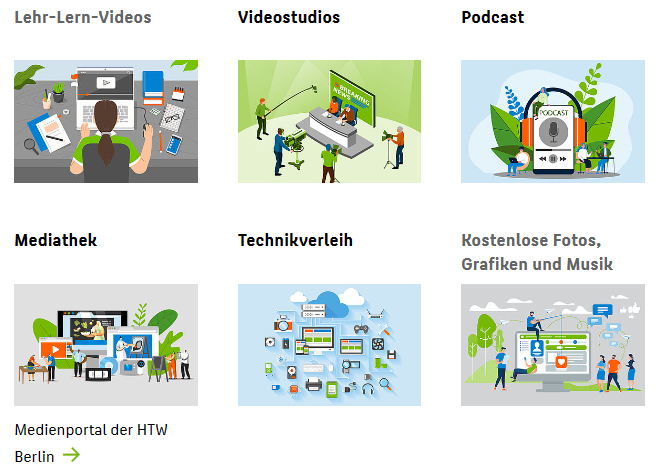 Lehr-Lern-Videos
Videostudios
Podcast
BREAKING
NEWS
PODCAST
Mediathek
Technikverleih
Kostenlose Fotos,
Grafiken und Musik
Medienportal der HTW
Berlin